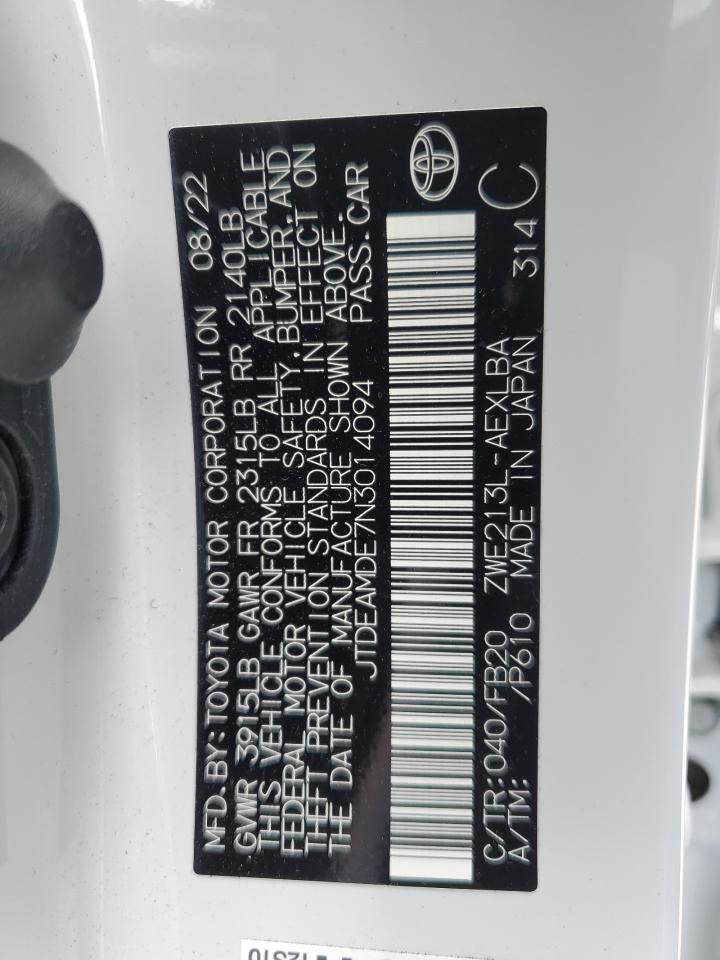 MFD.BY:TOYOTA MOTOR CORPORATION 08/22
GVWR 3915LB GAWR FR 2315LB RR 2140LB
THIS VEHICLE CONFORMS TO ALL APPLICABLE
FEDERAL MOTOR VEHICLE SAFETY,BUMPER,AND
THEFT PREVENTION STANDARDS IN EFFECT ON
THE DATE OF MANUFACTURE SHOWN ABOVE.
JTDEAMDE7N3014094 PASS.CAR
C/TR:040/FB20 ZWE213L-AEXLBA
A/TM: /P610 MADE IN JAPAN 314 C